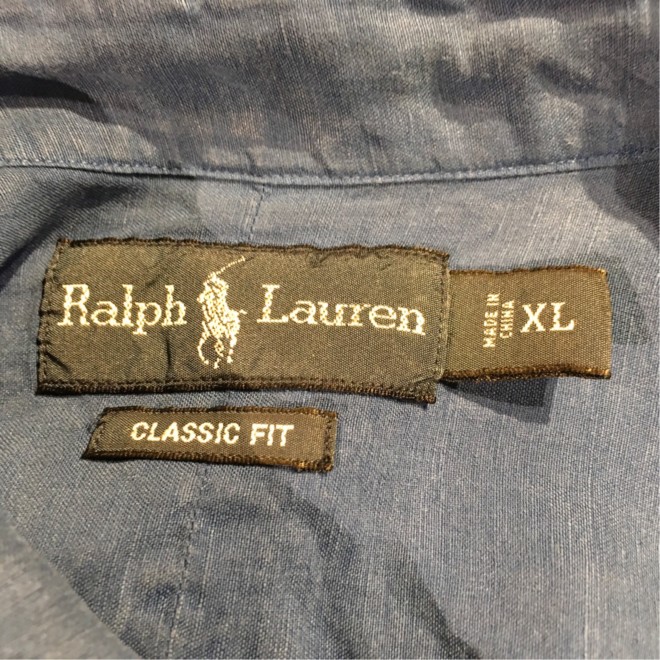 Ralph Lauren
MADE IN
CHINA
XL
CLASSIC FIT